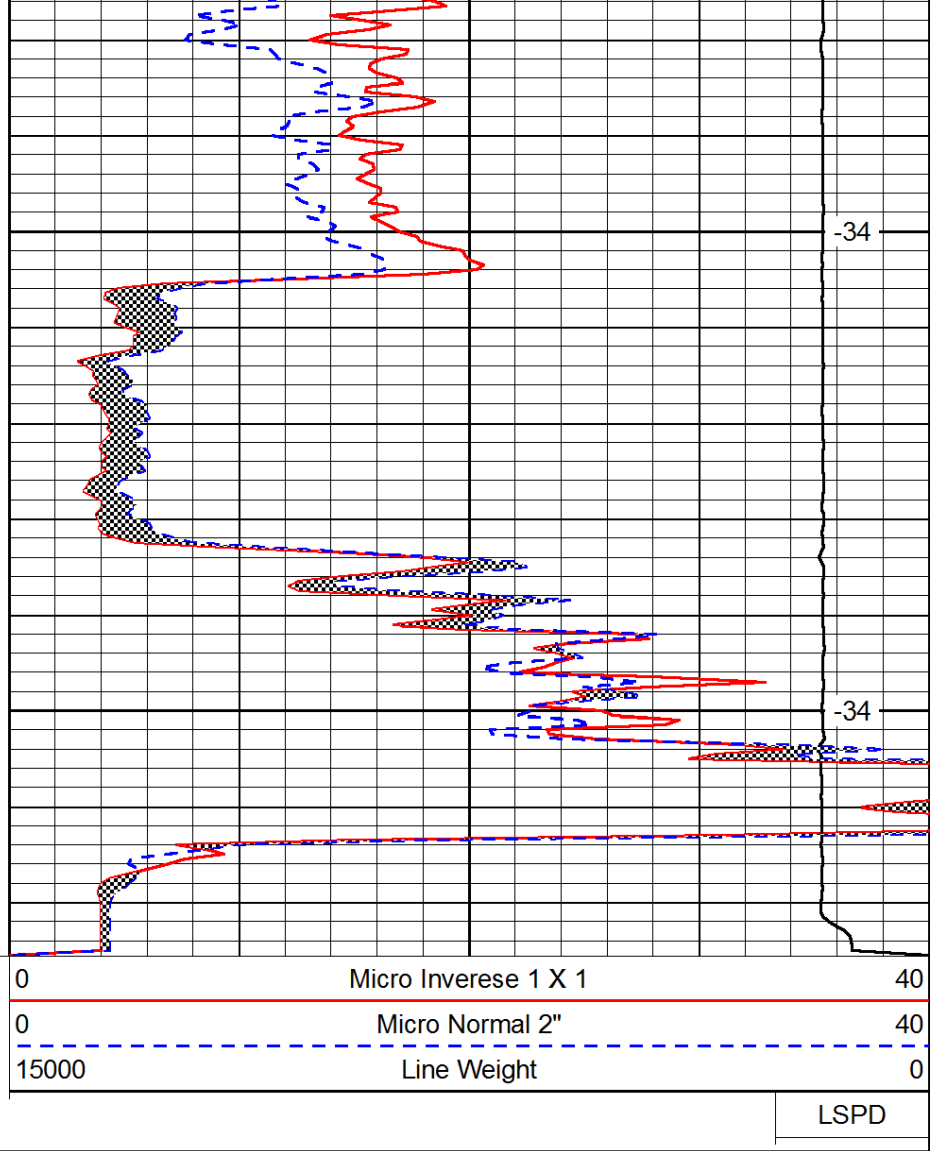 -34
-34
0 Micro Inverese 1 X 1 40
0 Micro Normal 2" 40
15000 Line Weight 0
LSPD